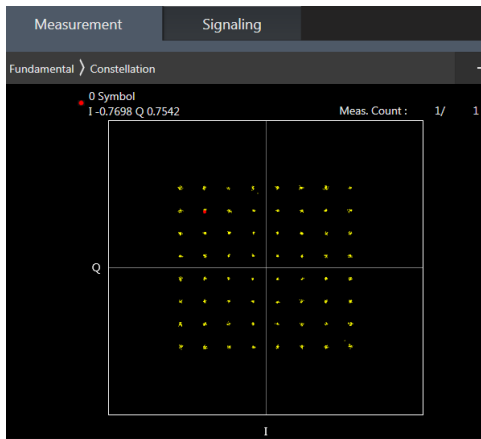 Measurement Signaling
Fundamental 〉 Constellation
0 Symbol
I -0.7698 Q 0.7542 Meas. Count : 1/ 1
Q
I